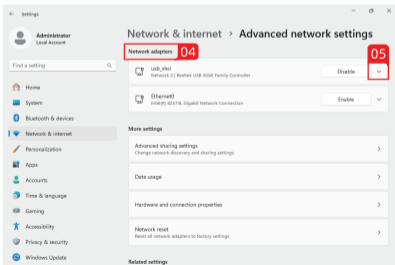 Settings
Administrator
Local Account
Find a setting
Home
System
Bluetooth & devices
Network & internet
Personalization
Apps
Accounts
Time & language
Gaming
Accessibility
Privacy & security
Windows Update
Network & internet > Advanced network settings
Network adapters 04
05
usb_xhci
Network 2 | Realtek USB GbE Family Controller
Disable
Ethernet0
Intel(R) 82574L Gigabit Network Connection
Enable
More settings
Advanced sharing settings
Change network discovery and sharing settings
Data usage
Hardware and connection properties
Network reset
Reset all network adapters to factory settings
Related settings